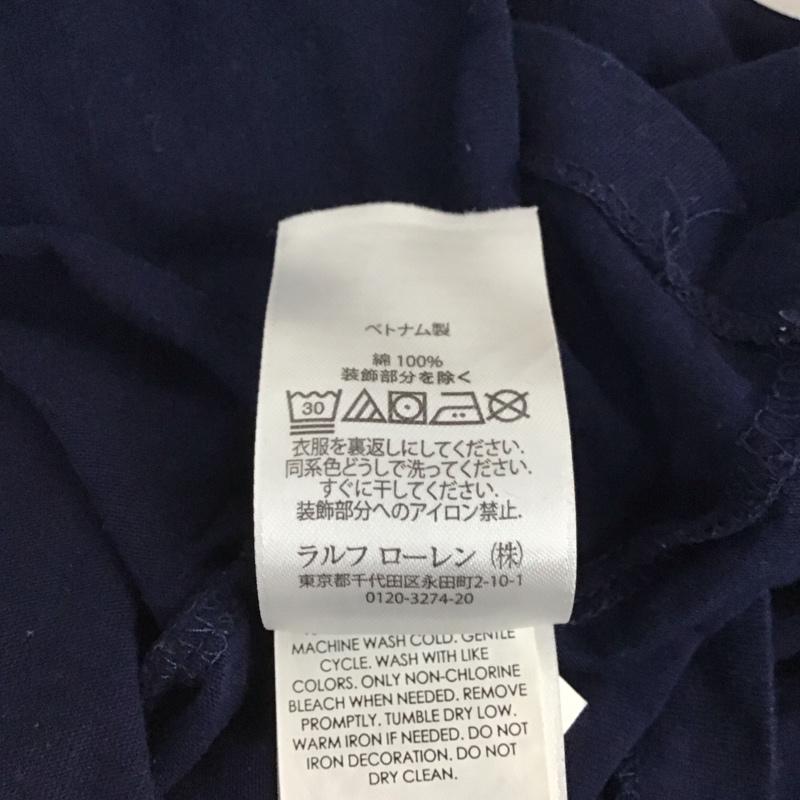 ベトナム製
綿 100%
装飾部分を除く
30
衣服を裏返しにしてください.
同系色どうしで洗ってください.
すぐに干してください.
装飾部分へのアイロン禁止.
ラルフ ローレン (株)
東京都千代田区永田町2-10-1
0120-3274-20
MACHINE WASH COLD. GENTLE
CYCLE. WASH WITH LIKE
COLORS. ONLY NON-CHLORINE
BLEACH WHEN NEEDED. REMOVE
PROMPTLY. TUMBLE DRY LOW.
WARM IRON IF NEEDED. DO NOT
IRON DECORATION. DO NOT
DRY CLEAN.